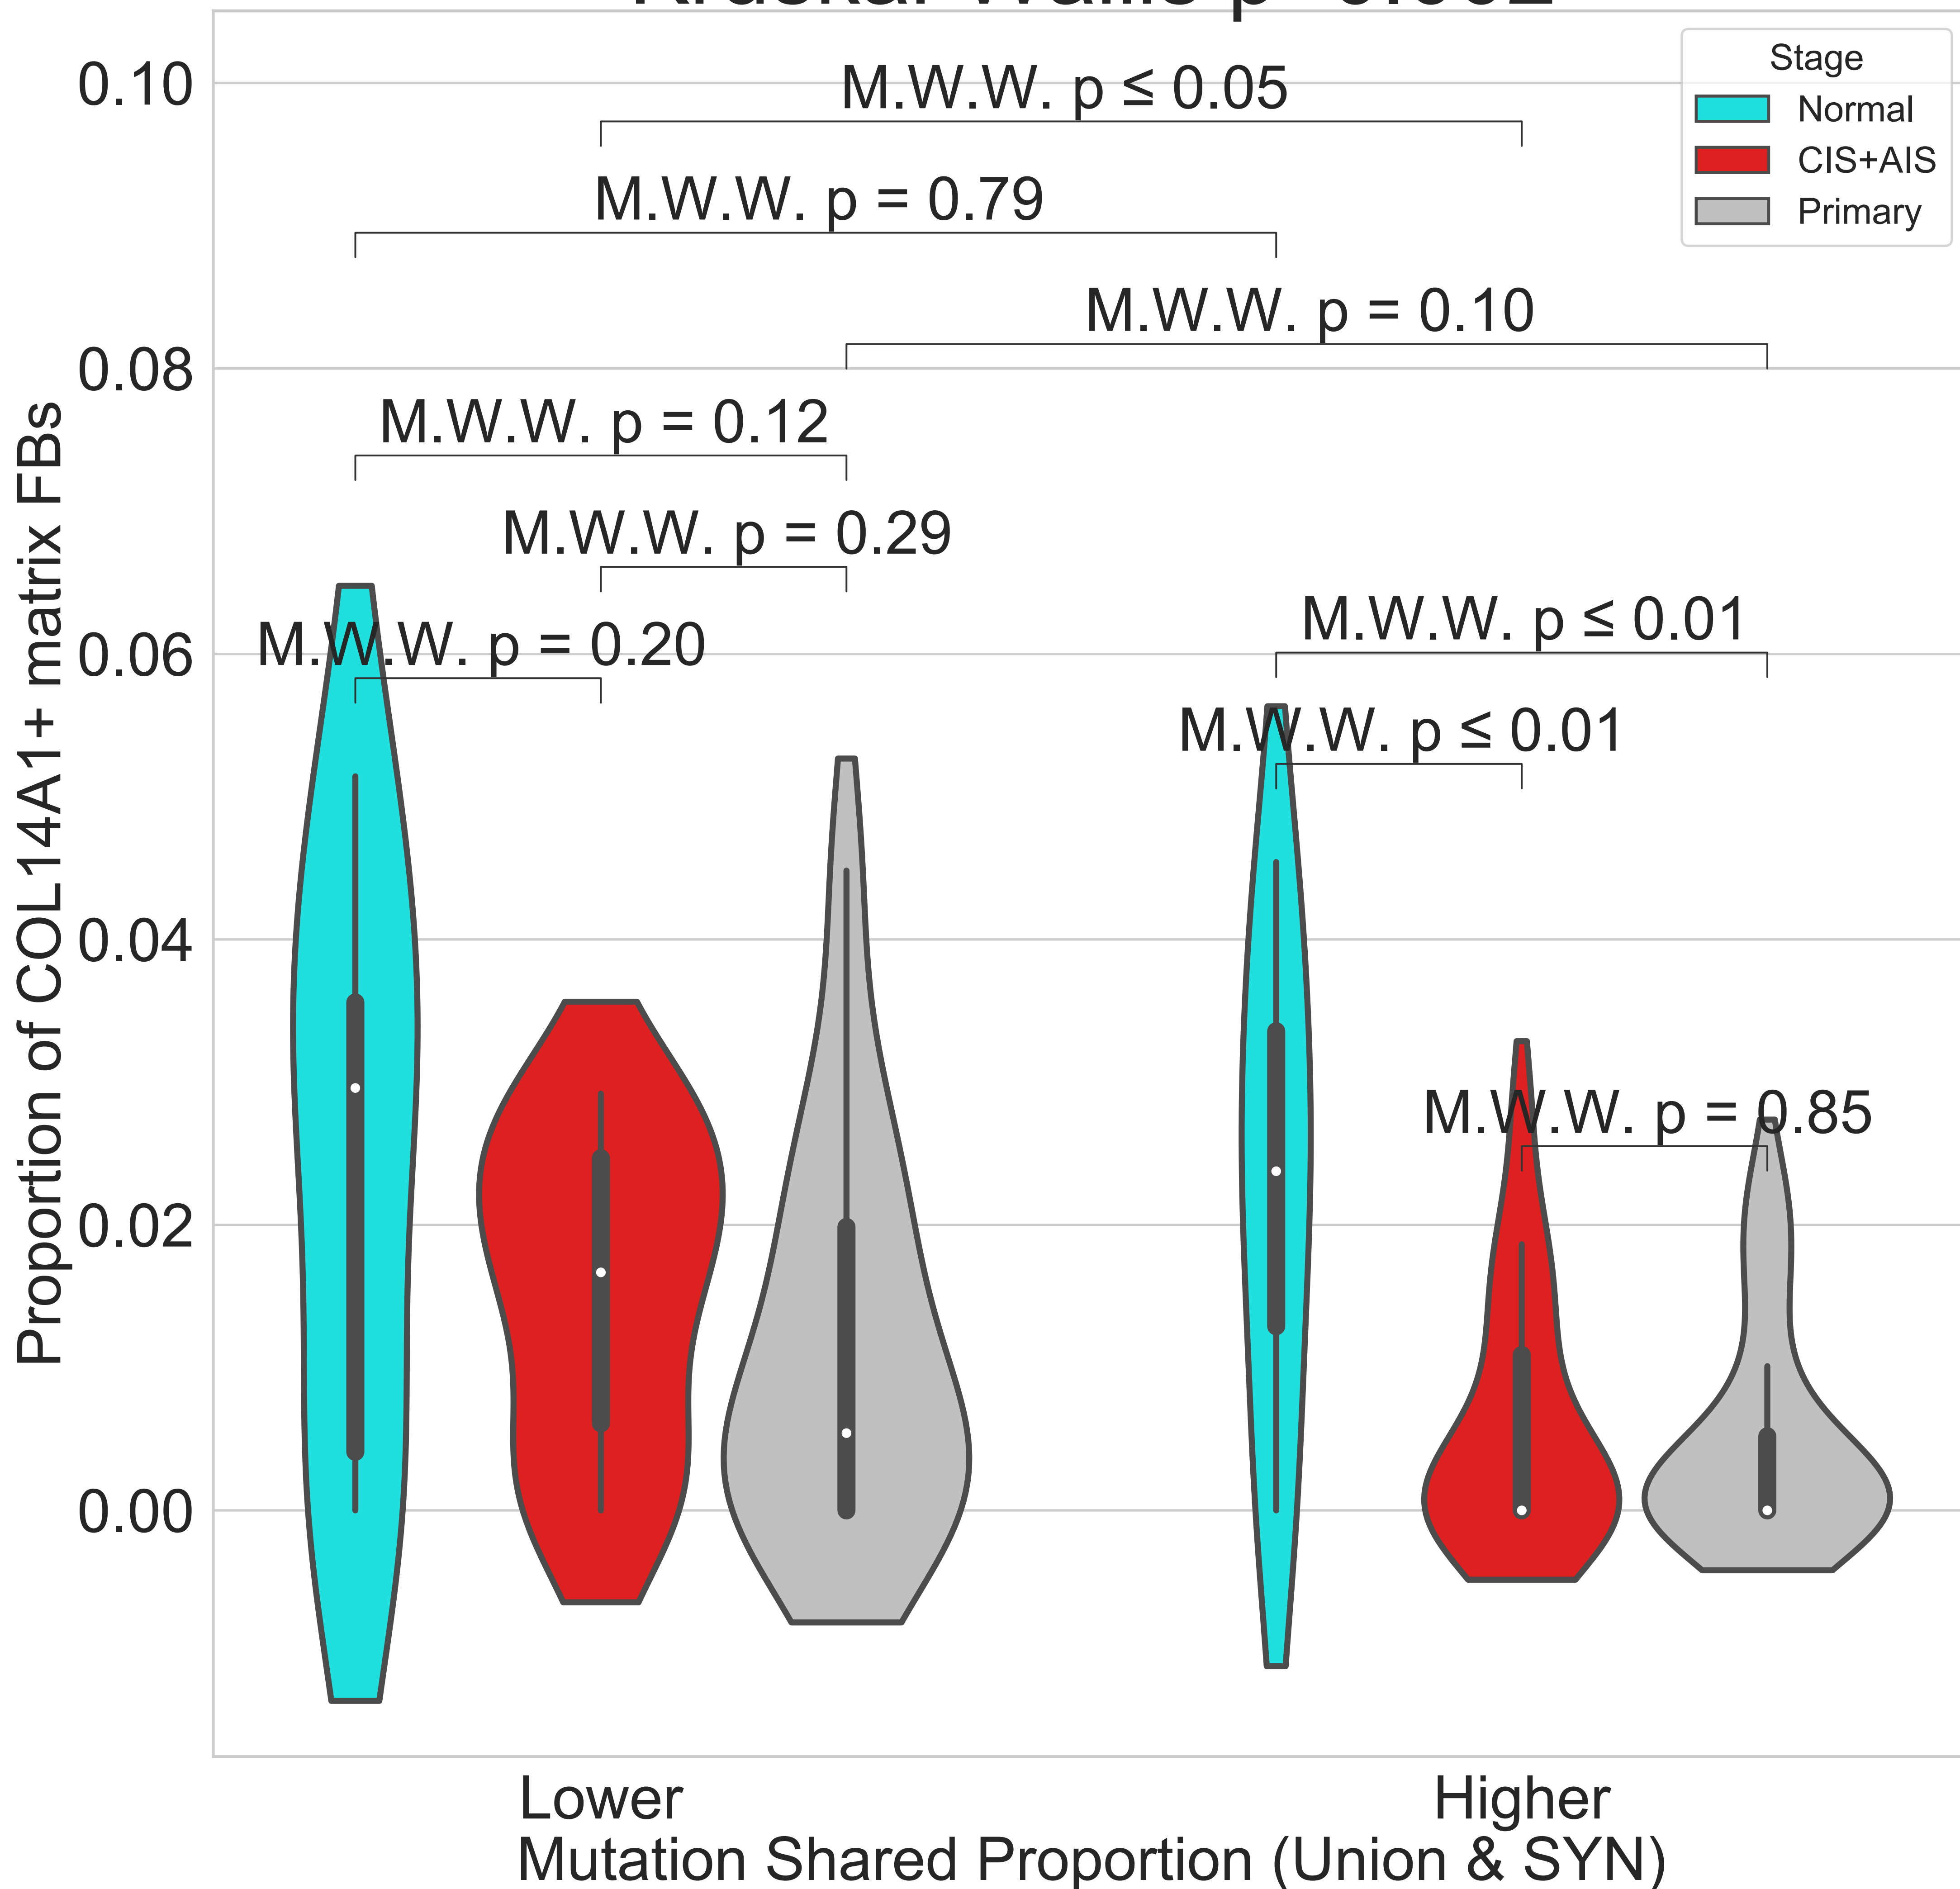 0.10
0.08
0.06
0.04
0.02
0.00
Proportion of COL14A1+ matrix FBs
M.W.W. p ≤ 0.05
M.W.W. p = 0.79
M.W.W. p = 0.10
M.W.W. p = 0.12
M.W.W. p = 0.29
M.W.W. p = 0.20
M.W.W. p ≤ 0.01
M.W.W. p ≤ 0.01
M.W.W. p = 0.85
Stage
Normal
CIS+AIS
Primary
Lower
Higher
Mutation Shared Proportion (Union & SYN)